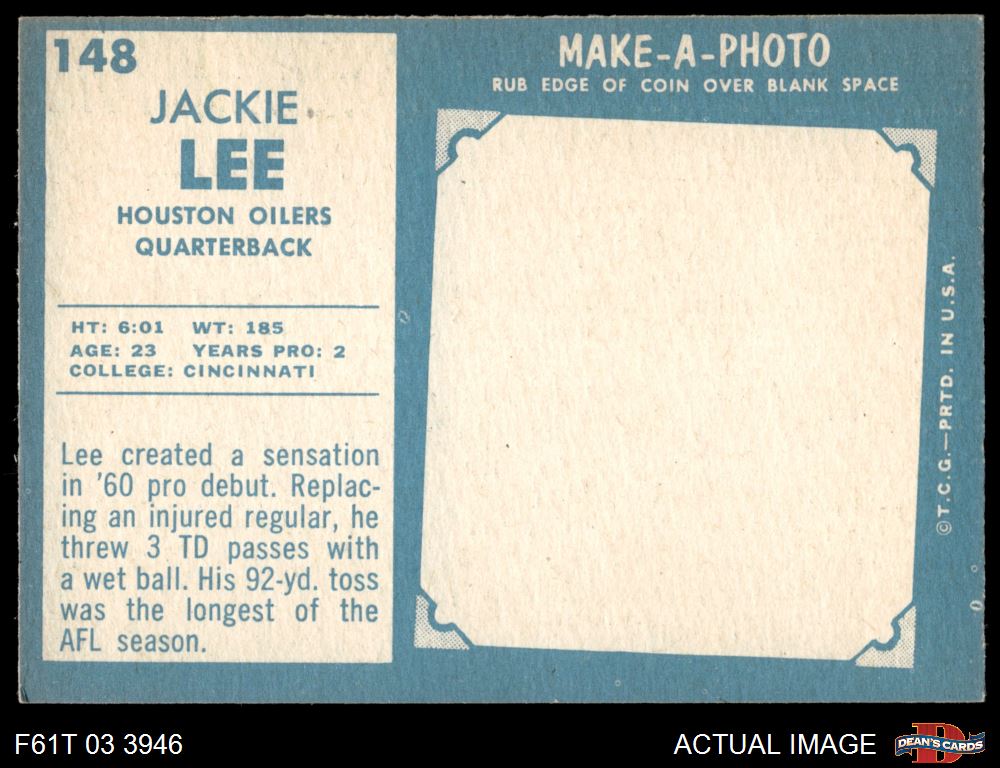 148
JACKIE
LEE
HOUSTON OILERS
QUARTERBACK
HT: 6:01 WT: 185
AGE: 23 YEARS PRO: 2
COLLEGE: CINCINNATI
Lee created a sensation
in '60 pro debut. Replac-
ing an injured regular, he
threw 3 TD passes with
a wet ball. His 92-yd. toss
was the longest of the
AFL season.
MAKE-A-PHOTO
RUB EDGE OF COIN OVER BLANK SPACE
©T.C.G.—PRTD. IN U.S.A.
F61T 03 3946
ACTUAL IMAGE
DEAN'S CARDS